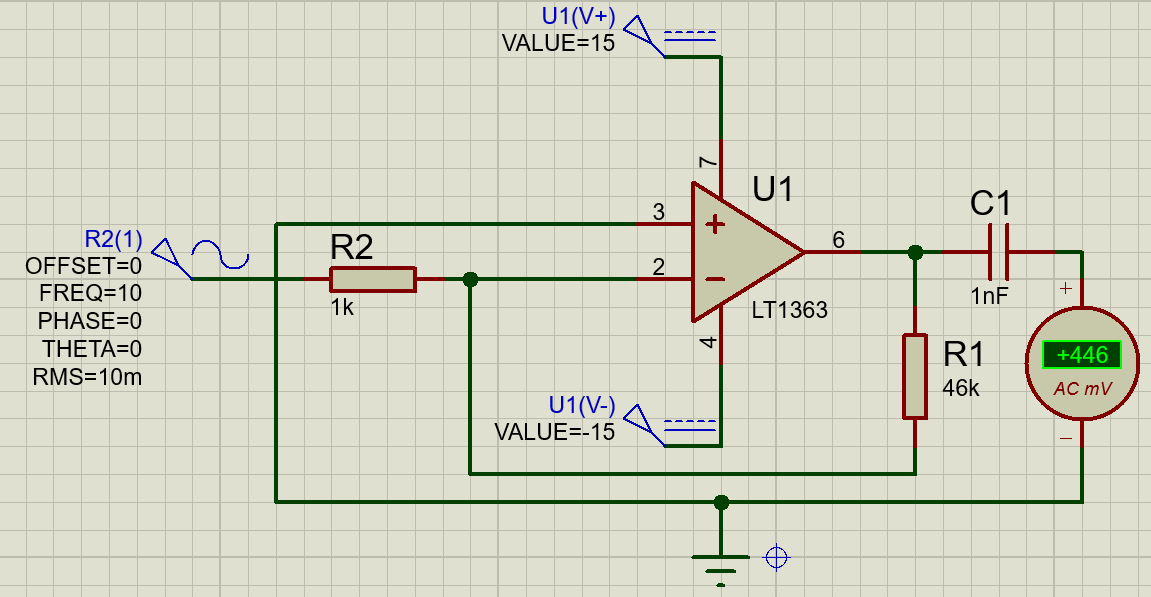 U1(V+)
VALUE=15
7
U1
3
+
C1
R2(1)
OFFSET=0
FREQ=10
PHASE=0
THETA=0
RMS=10m
R2
1k
2
−
6
1nF
LT1363
+
4
+446
AC mV
R1
46k
U1(V-)
VALUE=-15
−